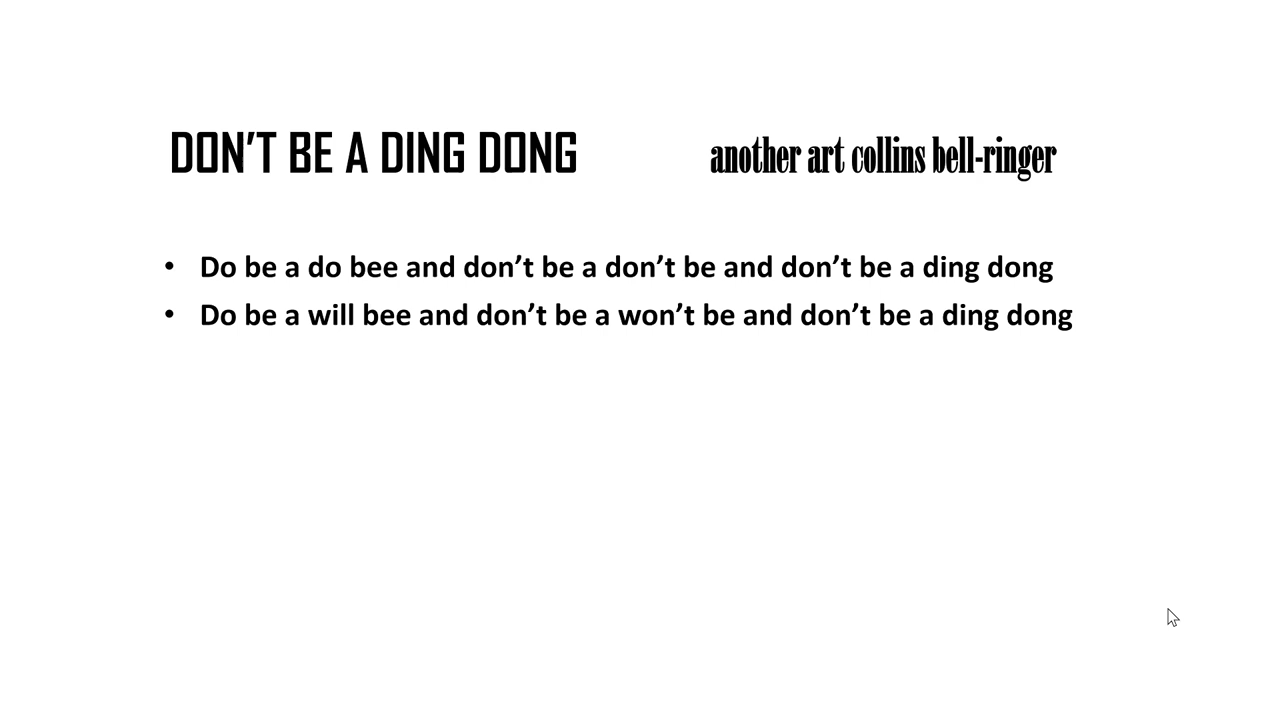 DON’T BE A DING DONG another art collins bell-ringer
• Do be a do bee and don’t be a don’t be and don’t be a ding dong
• Do be a will bee and don’t be a won’t be and don’t be a ding dong